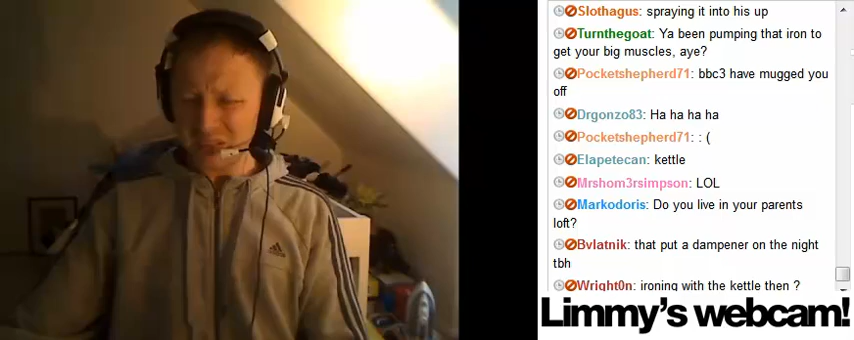 Slothagus: spraying it into his up
Turnthegoat: Ya been pumping that iron to
get your big muscles, aye?
Pocketshepherd71: bbc3 have mugged you
off
Drgonzo83: Ha ha ha ha
Pocketshepherd71: : (
Elapetecan: kettle
Mrshom3rsimpson: LOL
Markodoris: Do you live in your parents
loft?
Bvlatnik: that put a dampener on the night
tbh
Wright0n: ironing with the kettle then ?
Limmy's webcam!
adidas